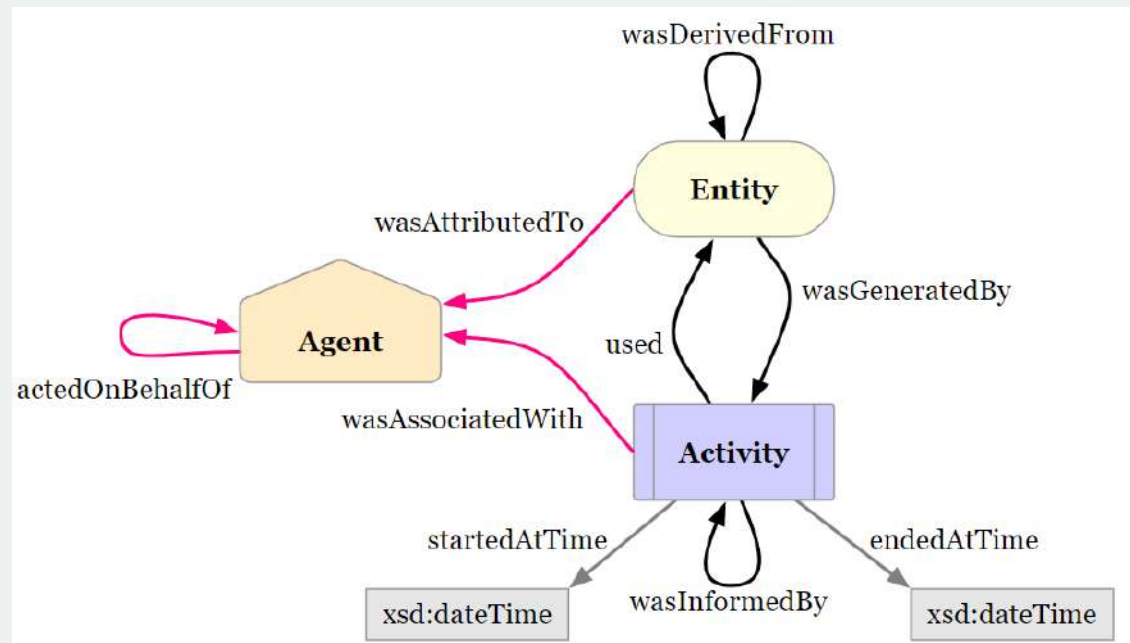 wasDerivedFrom
Entity
wasAttributedTo
wasGeneratedBy
Agent
used
actedOnBehalfOf
wasAssociatedWith
Activity
startedAtTime
endedAtTime
wasInformedBy
xsd:dateTime
xsd:dateTime